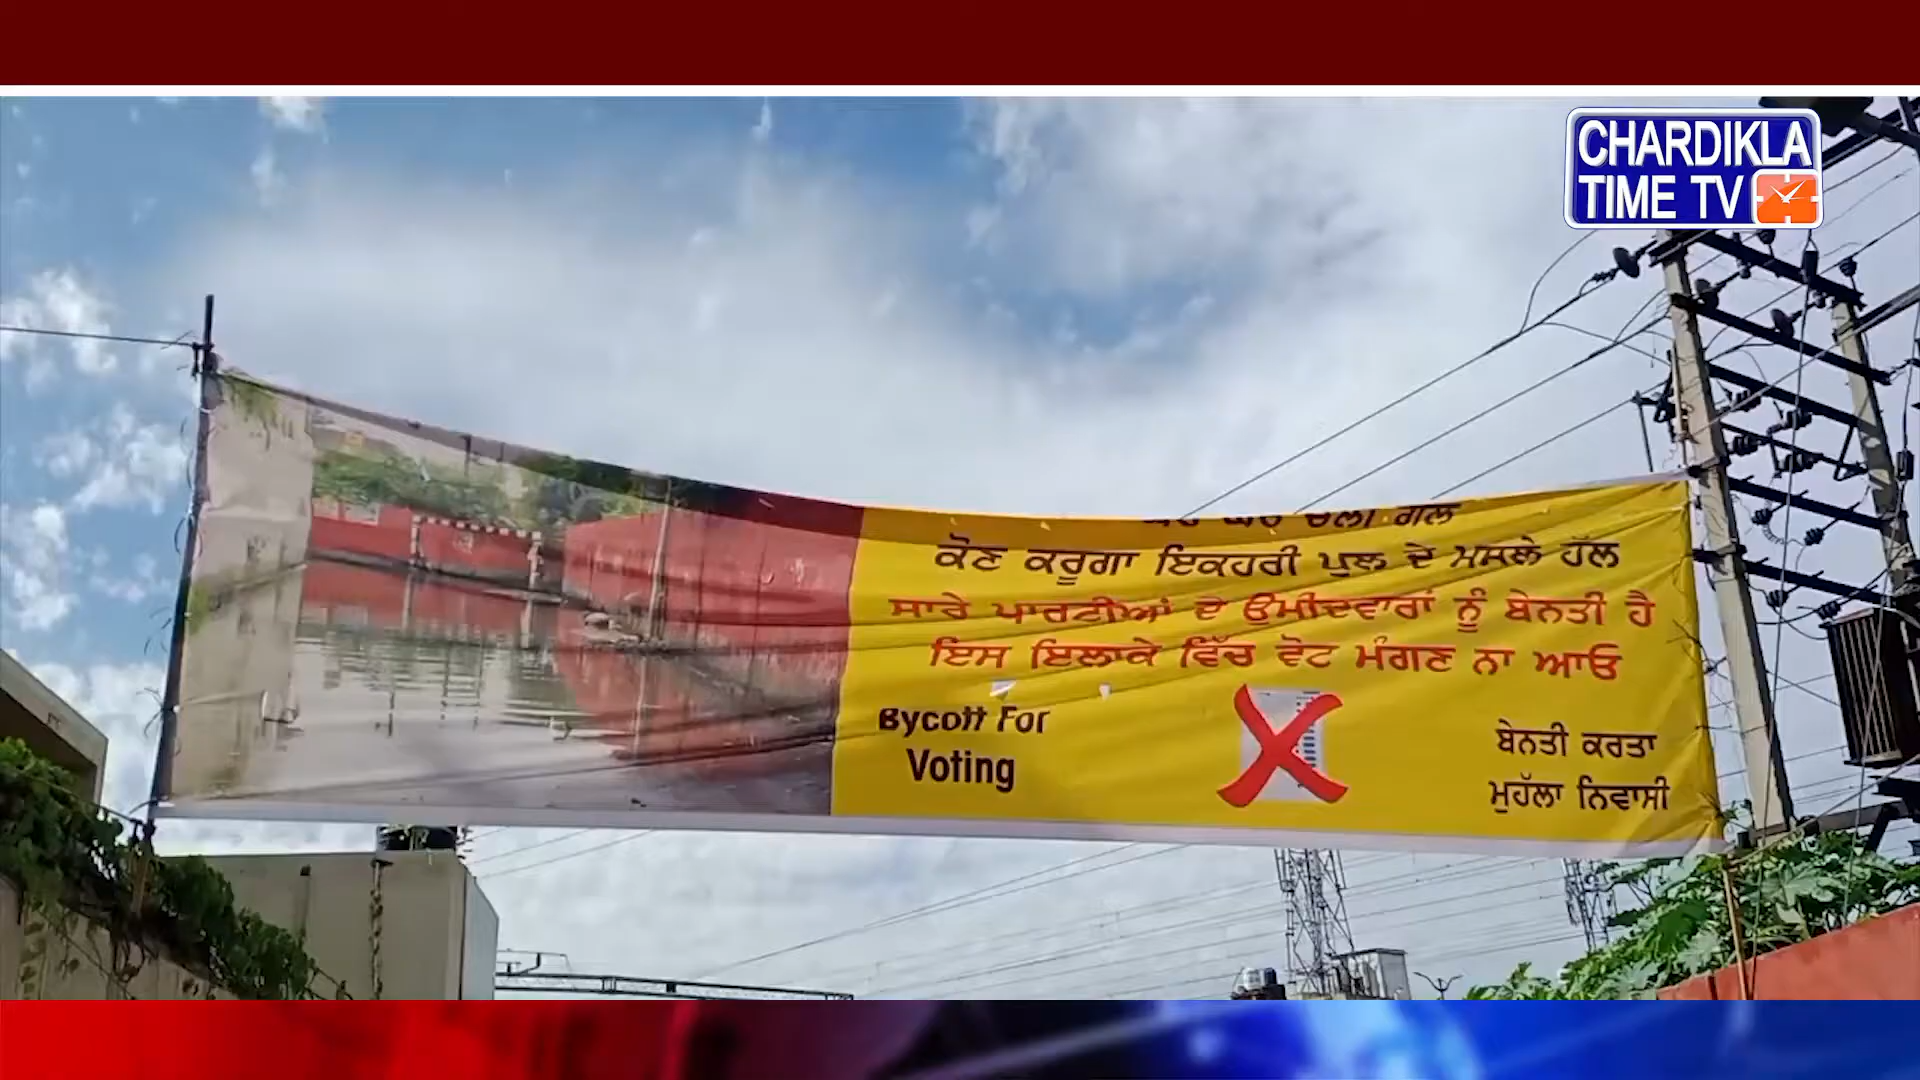 CHARDIKLA
TIME TV
ਚਲੀ ਗੱਲ
ਕੋਣ ਕਰੂਗਾ ਇਕਹਰੀ ਪੁਲ ਦੇ ਮਸਲੇ ਹੱਲ
ਸਾਰੇ ਪਾਰਟੀਆਂ ਦੇ ਉਮੀਦਵਾਰਾਂ ਨੂੰ ਬੇਨਤੀ ਹੈ
ਇਸ ਇਲਾਕੇ ਵਿੱਚ ਵੋਟ ਮੰਗਣ ਨਾ ਆਓ
Bycott For
Voting
ਬੇਨਤੀ ਕਰਤਾ
ਮੁਹੱਲਾ ਨਿਵਾਸੀ